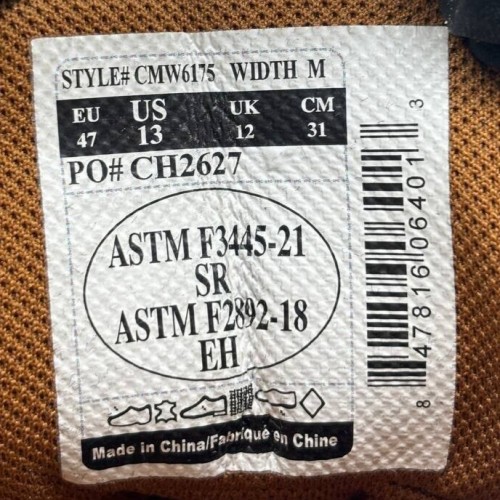 STYLE# CMW6175 WIDTH M
EU US UK CM
47 13 12 31
PO# CH2627
ASTM F3445-21
SR
ASTM F2892-18
EH
Made in China/Fabriqué en Chine
8 47816 06401 3